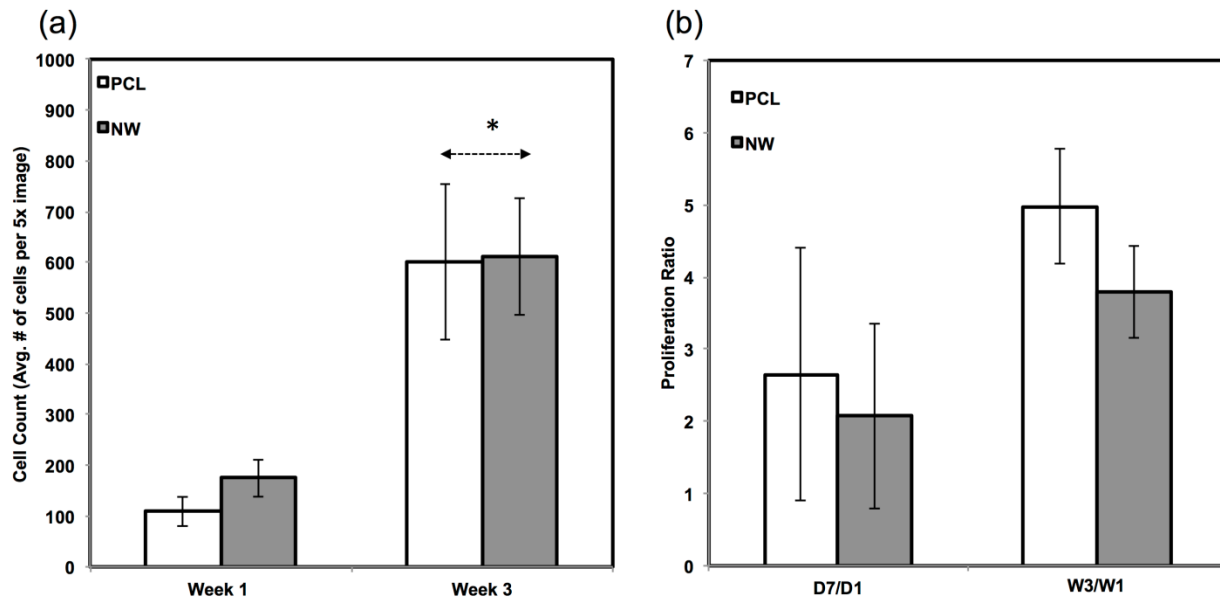 (a)
1000
900
800
700
600
500
400
300
200
100
0
Cell Count (Avg. # of cells per 5x image)
PCL
NW
*
Week 1 Week 3
(b)
7
6
5
4
3
2
1
0
Proliferation Ratio
PCL
NW
D7/D1 W3/W1